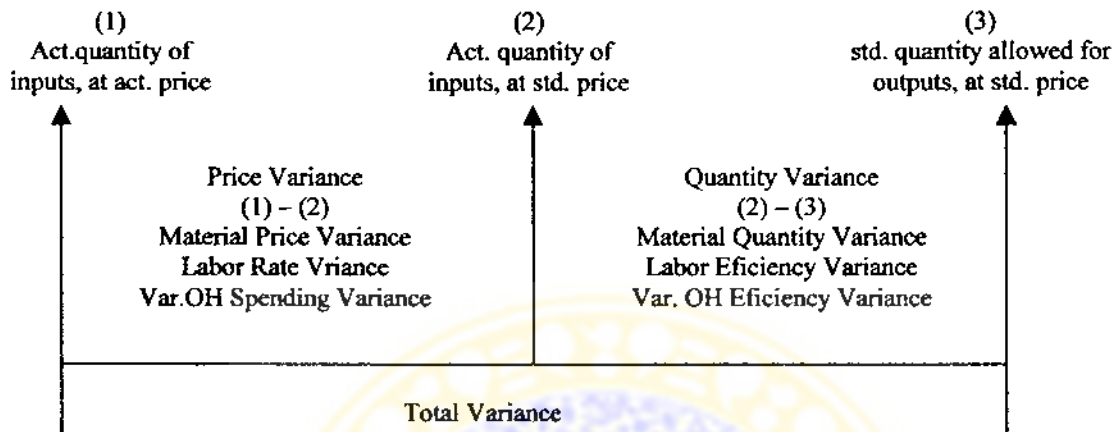 (1)
Act.quantity of
inputs, at act. price
(2)
Act. quantity of
inputs, at std. price
(3)
std. quantity allowed for
outputs, at std. price
Price Variance
(1) – (2)
Material Price Variance
Labor Rate Vriance
Var.OH Spending Variance
Quantity Variance
(2) – (3)
Material Quantity Variance
Labor Eficiency Variance
Var. OH Eficiency Variance
Total Variance